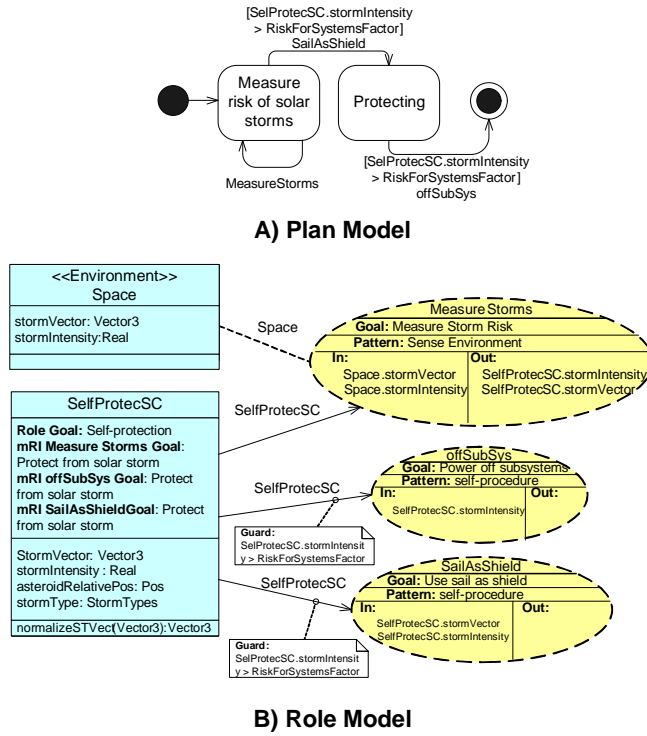 [SelProtecSC.stormIntensity
> RiskForSystemsFactor]
SailAsShield
Measure
risk of solar
storms
Protecting
MeasureStorms
[SelProtecSC.stormIntensity
> RiskForSystemsFactor]
offSubSys
A) Plan Model
<<Environment>>
Space
stormVector: Vector3
stormIntensity:Real
Space
MeasureStorms
Goal: Measure Storm Risk
Pattern: Sense Environment
In:
Space.stormVector
Space.stormIntensity
Out:
SelfProtecSC.stormIntensity
SelfProtecSC.stormVector
SelfProtecSC
SelfProtecSC
Role Goal: Self-protection
mRI Measure Storms Goal:
Protect from solar storm
mRI offSubSys Goal: Protect
from solar storm
mRI SailAsShieldGoal: Protect
from solar storm
StormVector: Vector3
stormIntensity : Real
asteroidRelativePos: Pos
stormType: StormTypes
normalizeSTVect(Vector3):Vector3
SelfProtecSC
offSubSys
Goal: Power off subsystems
Pattern: self-procedure
In:
SelfProtecSC.stormIntensity
Out:
Guard:
SelfProtecSC.stormIntensit
y > RiskForSystemsFactor
SelfProtecSC
SailAsShield
Goal: Use sail as shield
Pattern: self-procedure
In:
SelfProtecSC.stormVector
SelfProtecSC.stormIntensity
Out:
Guard:
SelfProtecSC.stormIntensit
y > RiskForSystemsFactor
B) Role Model